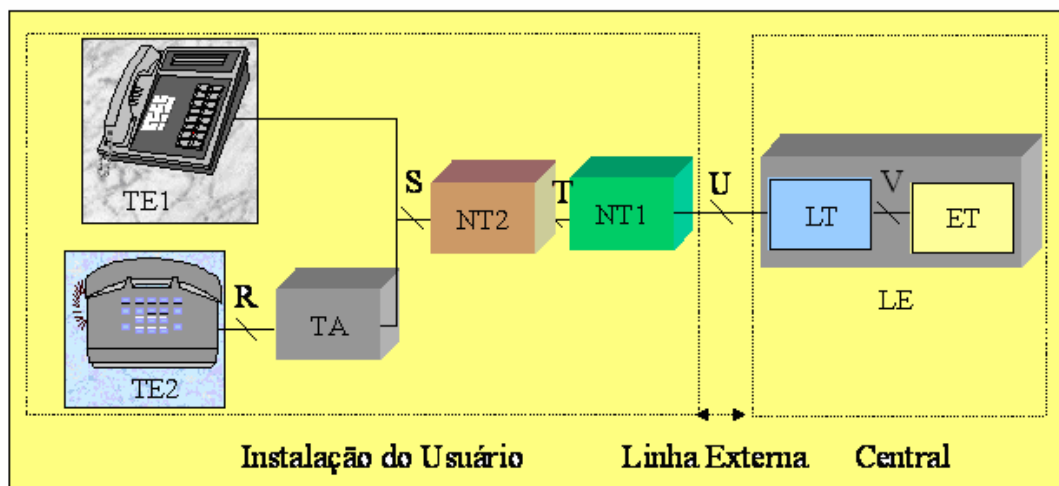 TE1
S
NT2
T
NT1
U
LT
V
ET
LE
R
TA
TE2
Instalação do Usuário
Linha Externa
Central